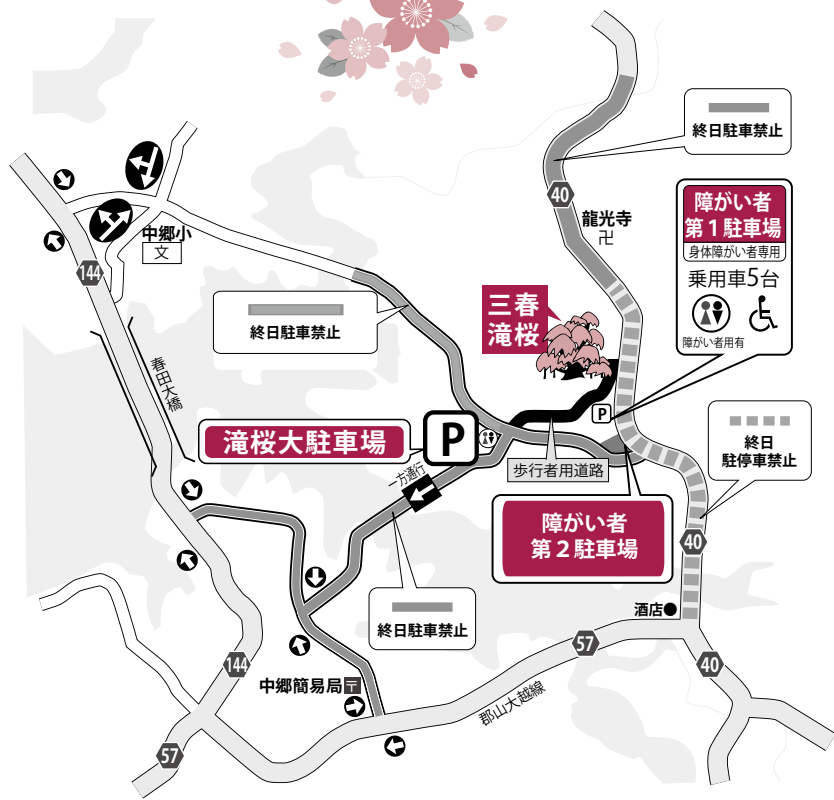 終日駐車禁止
40
龍光寺
卍
障がい者
第1駐車場
身体障がい者専用
乗用車5台
障がい者用有
中郷小
文
144
終日駐車禁止
三春
滝桜
春田大橋
滝桜大駐車場
P
P
一方通行
歩行者用道路
終日
駐停車禁止
障がい者
第2駐車場
40
終日駐車禁止
酒店
57
144
中郷簡易局
〒
40
郡山大越線
57